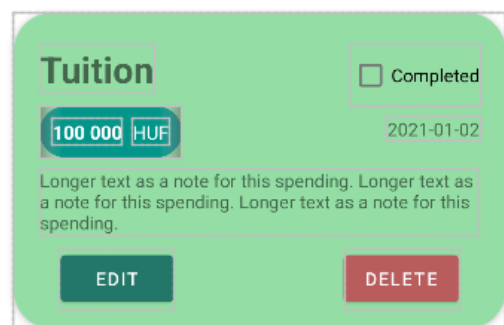 Tuition
Completed
100 000 HUF
2021-01-02
Longer text as a note for this spending. Longer text as
a note for this spending. Longer text as a note for this
spending.
EDIT
DELETE